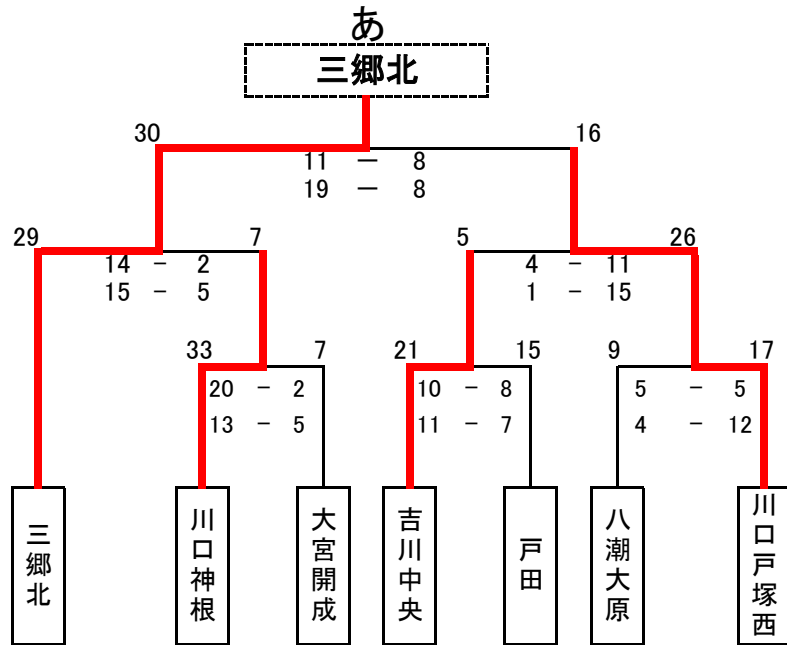 あ
三郷北
30 16
11 － 8
19 － 8
29 7 5 26
14 － 2 4 － 11
15 － 5 1 － 15
33 7 21 15 9 17
20 － 2 10 － 8 5 － 5
13 － 5 11 － 7 4 － 12
三郷北
川口神根
大宮開成
吉川中央
戸田
八潮大原
川口戸塚西